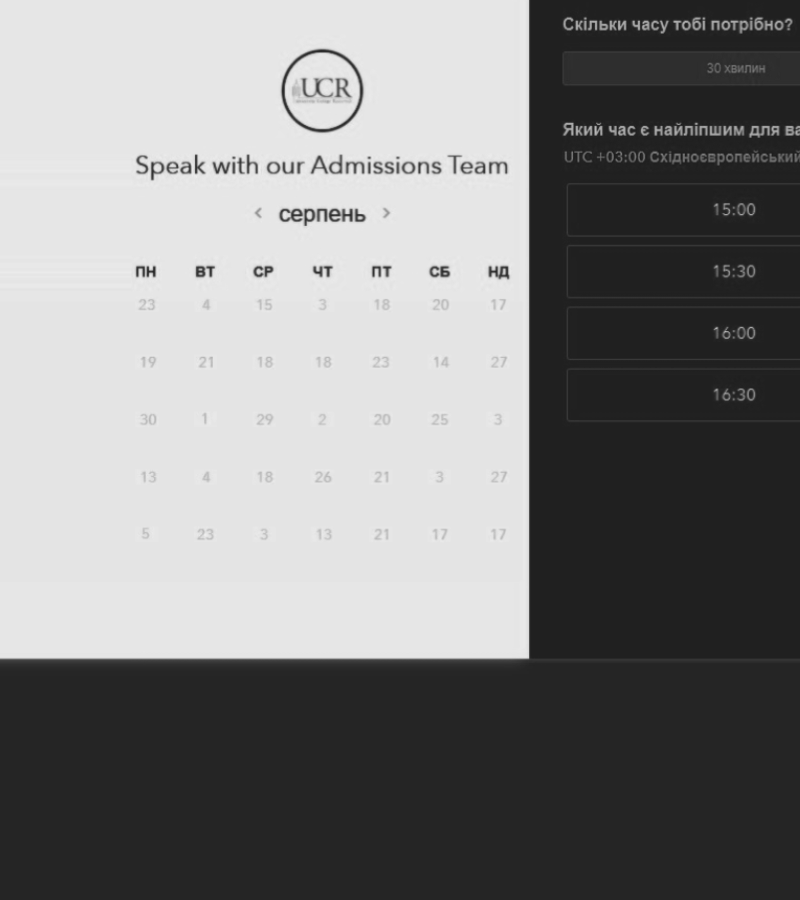 UCR
Speak with our Admissions Team
‹ серпень ›
ПН ВТ СР ЧТ ПТ СБ НД
23 4 15 3 18 20 17
19 21 18 18 23 14 27
30 1 29 2 20 25 3
13 4 18 26 21 3 27
5 23 3 13 21 17 17
Скільки часу тобі потрібно?
30 хвилин
Який час є найліпшим для ва
UTC +03:00 Східноєвропейський
15:00
15:30
16:00
16:30